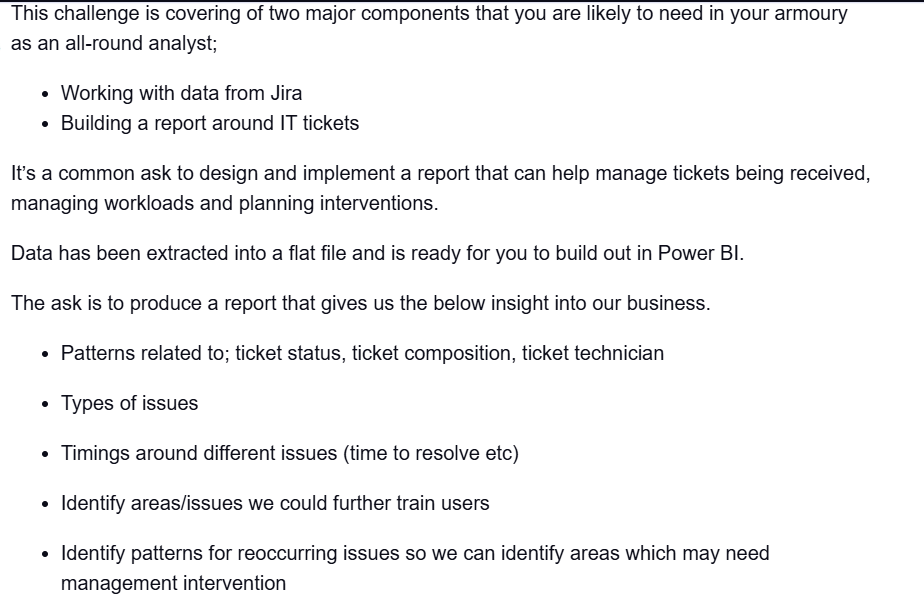 This challenge is covering of two major components that you are likely to need in your armoury
as an all-round analyst;
• Working with data from Jira
• Building a report around IT tickets
It’s a common ask to design and implement a report that can help manage tickets being received,
managing workloads and planning interventions.
Data has been extracted into a flat file and is ready for you to build out in Power BI.
The ask is to produce a report that gives us the below insight into our business.
• Patterns related to; ticket status, ticket composition, ticket technician
• Types of issues
• Timings around different issues (time to resolve etc)
• Identify areas/issues we could further train users
• Identify patterns for reoccurring issues so we can identify areas which may need
management intervention